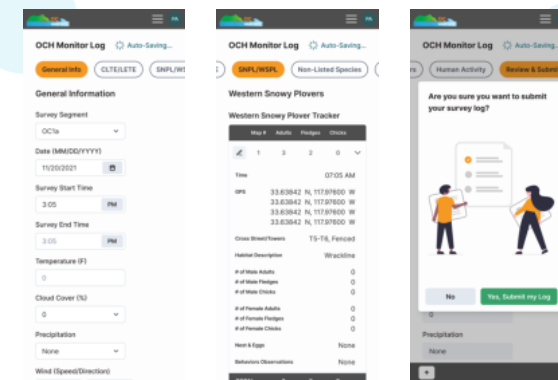 PA
OCH Monitor Log Auto-Saving...
General Info CLTE/LETE SNPL/WS
General Information
Survey Segment
OC1a
Date (MM/DD/YYYY)
11/20/2021
Survey Start Time
3:05 PM
Survey End Time
3:05 PM
Temperature (F)
0
Cloud Cover (%)
0
Precipitation
None
Wind (Speed/Direction)
PA
OCH Monitor Log Auto-Saving...
SNPL/WSPL Non-Listed Species
Western Snowy Plovers
Western Snowy Plover Tracker
Map # Adults Fledges Chicks
1 3 2 0
Time 07:05 AM
GPS 33.63842 N, 117.97600 W
33.63842 N, 117.97600 W
33.63842 N, 117.97600 W
33.63842 N, 117.97600 W
Cross Street/Towers T5-T6, Fenced
Habitat Description Wrackline
# of Male Adults 0
# of Male Fledges 0
# of Male Chicks 0
# of Female Adults 0
# of Female Fledges 0
# of Female Chicks 0
Nest & Eggs None
Behaviors Observations None
OCH Monitor Log Auto-Saving...
rs Human Activity Review & Submit
Are you sure you want to submit
your survey log?
No Yes, Submit my Log
0
Precipitation
None